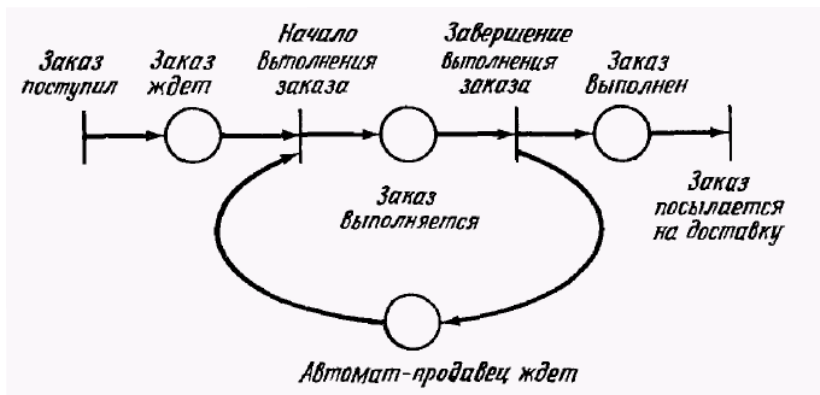 Заказ
поступил
Заказ
ждет
Начало
выполнения
заказа
Завершение
выполнения
заказа
Заказ
выполнен
Заказ
выполняется
Заказ
посылается
на доставку
Автомат-продавец ждет